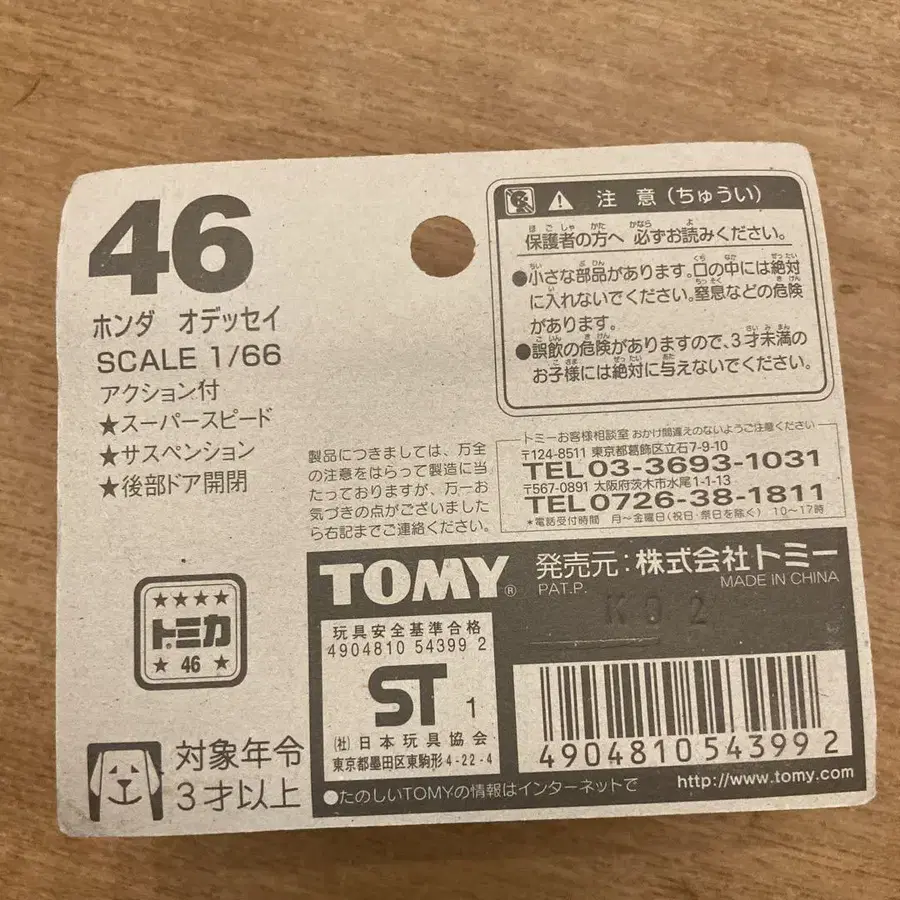 46
ホンダ オデッセイ
SCALE 1/66
アクション付
★スーパースピード
★サスペンション
★後部ドア開閉
⚠ 注意(ちゅうい)
保護者の方へ 必ずお読みください。
●小さな部品があります。口の中には絶対
に入れないでください。窒息などの危険
があります。
●誤飲の危険がありますので、3才未満の
お子様には絶対に与えないでください。
製品につきましては、万全
の注意をはらって製造に当
たっておりますが、万一お
気づきの点がございました
ら右記までご連絡ください。
トミーお客様相談室 おかけ間違えのないようご注意ください
〒124-8511 東京都葛飾区立石7-9-10
TEL03-3693-1031
〒567-0891 大阪府茨木市水尾1-1-13
TEL0726-38-1811
*電話受付時間 月～金曜日(祝日・祭日を除く) 10～17時
★★★★
トミカ
★ 46 ★
対象年令
3才以上
TOMY®
発売元:株式会社トミー
PAT.P. MADE IN CHINA
K02
玩具安全基準合格
4904810 54399 2
ST 1
(社)日本玩具協会
東京都墨田区東駒形4-22-4
4904810543992
●たのしいTOMYの情報はインターネットで http://www.tomy.com